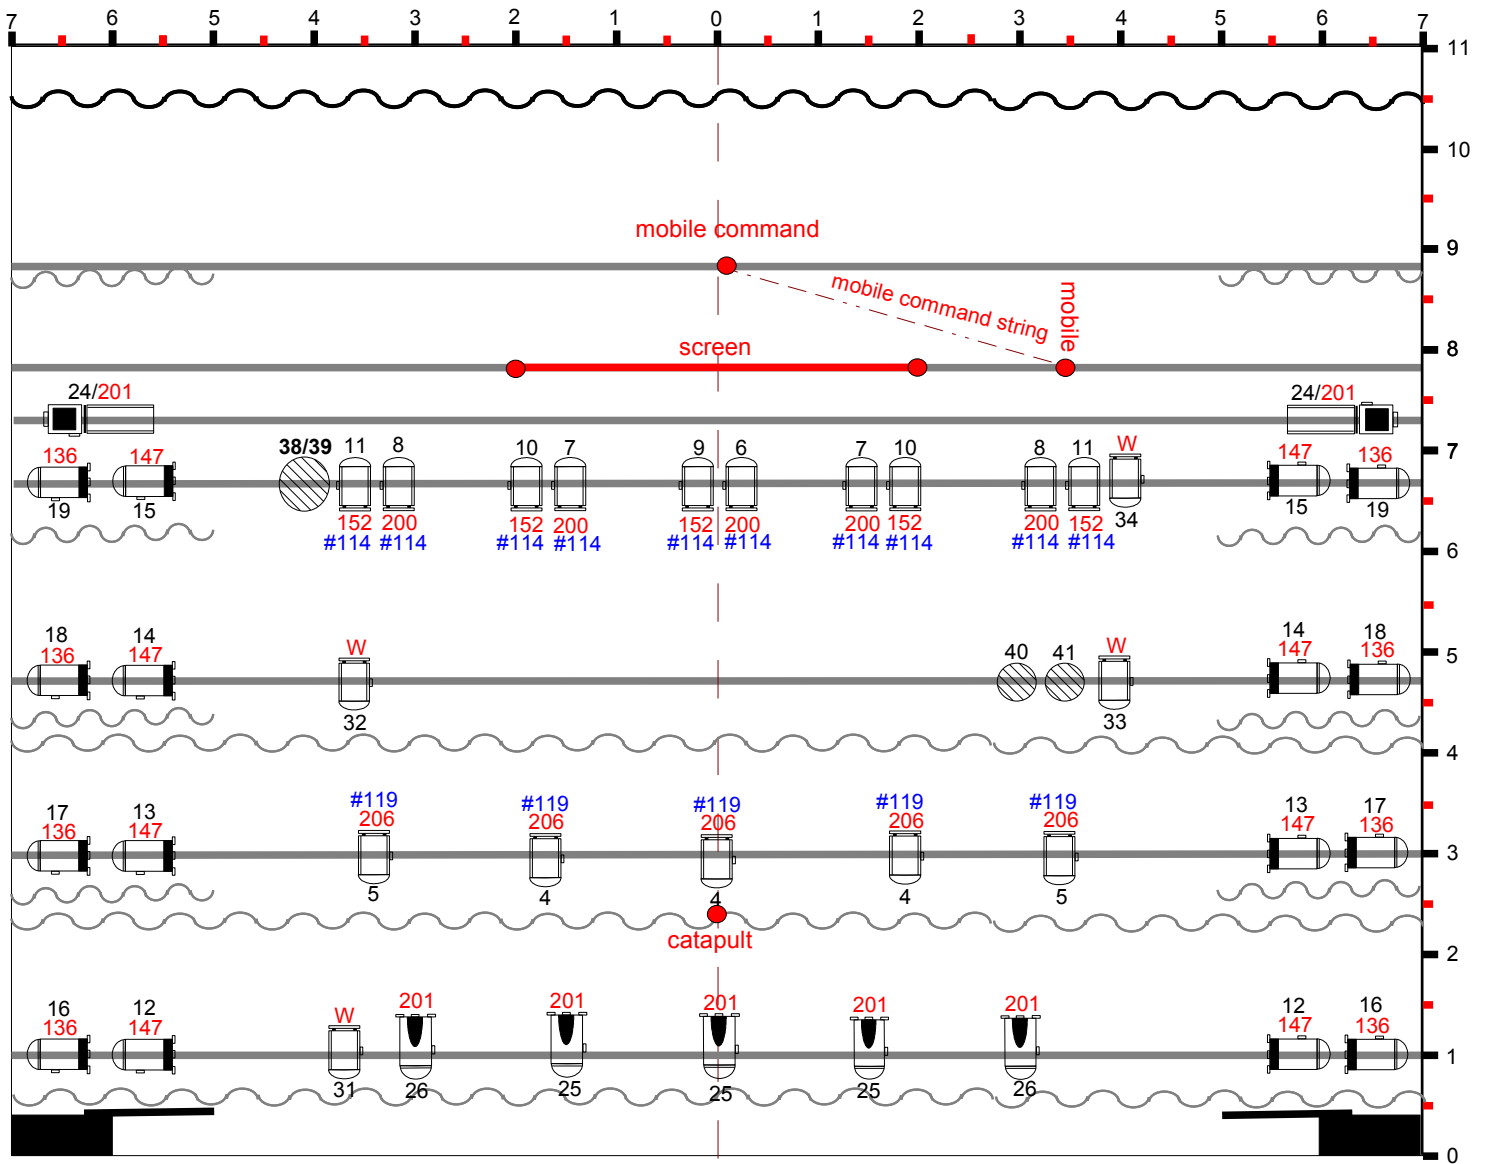 7 6 5 4 3 2 1 0 1 2 3 4 5 6 7
11
10
mobile command
9
mobile command string
mobile
8
screen
24/201 24/201
38/39 11 8 10 7 9 6 7 10 8 11 W 7
136 147 147 136
19 15 15 19
34
152 200 152 200 152 200 200 152 200 152
#114 #114 #114 #114 #114 #114 #114 #114 #114 #114
6
18 14 W 40 41 W 14 18 5
136 147 147 136
32 33
4
#119 #119 #119 #119 #119
17 13 206 206 206 206 206 13 17
136 147 147 136
3
5 4 4 4 5
catapult
2
16 12 W 201 201 201 201 201 12 16
136 147 147 136
1
31 26 25 25 25 26
0